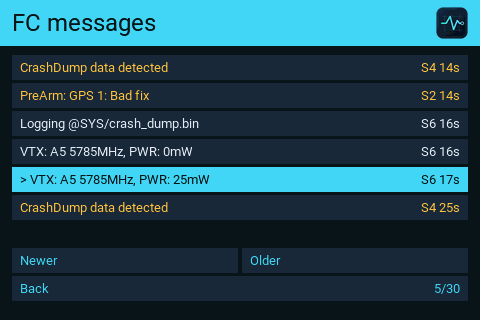 FC messages
CrashDump data detected S4 14s
PreArm: GPS 1: Bad fix S2 14s
Logging @SYS/crash_dump.bin S6 16s
VTX: A5 5785MHz, PWR: 0mW S6 16s
> VTX: A5 5785MHz, PWR: 25mW S6 17s
CrashDump data detected S4 25s
Newer Older
Back 5/30